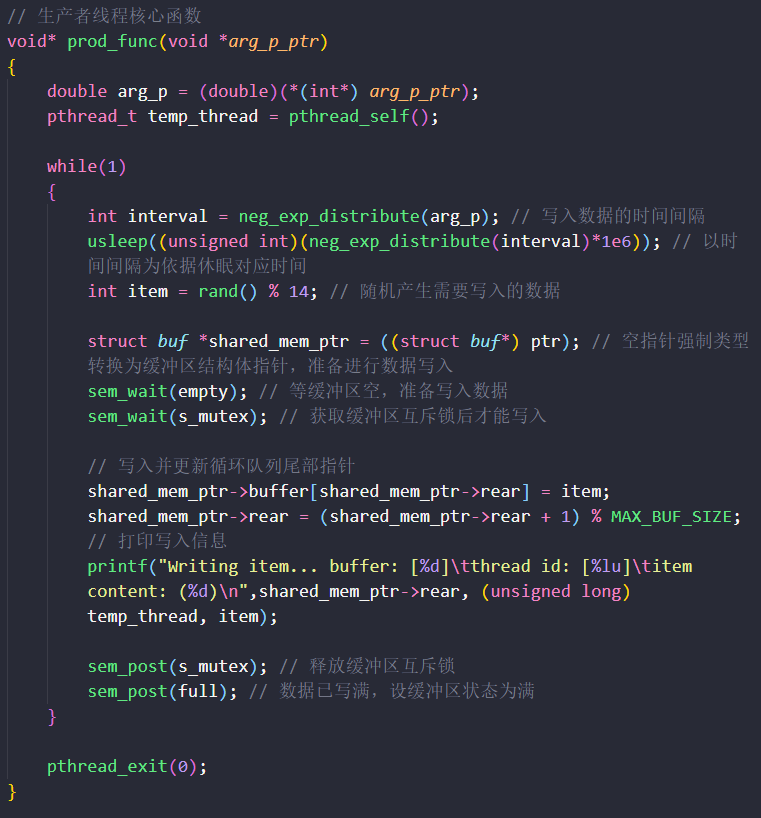 // 生产者线程核心函数
void* prod_func(void *arg_p_ptr)
{
    double arg_p = (double)(*(int*) arg_p_ptr);
    pthread_t temp_thread = pthread_self();

    while(1)
    {
        int interval = neg_exp_distribute(arg_p); // 写入数据的时间间隔
        usleep((unsigned int)(neg_exp_distribute(interval)*1e6)); // 以时
        间间隔为依据休眠对应时间
        int item = rand() % 14; // 随机产生需要写入的数据

        struct buf *shared_mem_ptr = ((struct buf*) ptr); // 空指针强制类型
        转换为缓冲区结构体指针，准备进行数据写入
        sem_wait(empty); // 等缓冲区空，准备写入数据
        sem_wait(s_mutex); // 获取缓冲区互斥锁后才能写入

        // 写入并更新循环队列尾部指针
        shared_mem_ptr->buffer[shared_mem_ptr->rear] = item;
        shared_mem_ptr->rear = (shared_mem_ptr->rear + 1) % MAX_BUF_SIZE;
        // 打印写入信息
        printf("Writing item... buffer: [%d]\tthread id: [%lu]\titem
        content: (%d)\n",shared_mem_ptr->rear, (unsigned long)
        temp_thread, item);

        sem_post(s_mutex); // 释放缓冲区互斥锁
        sem_post(full); // 数据已写满，设缓冲区状态为满
    }

    pthread_exit(0);
}